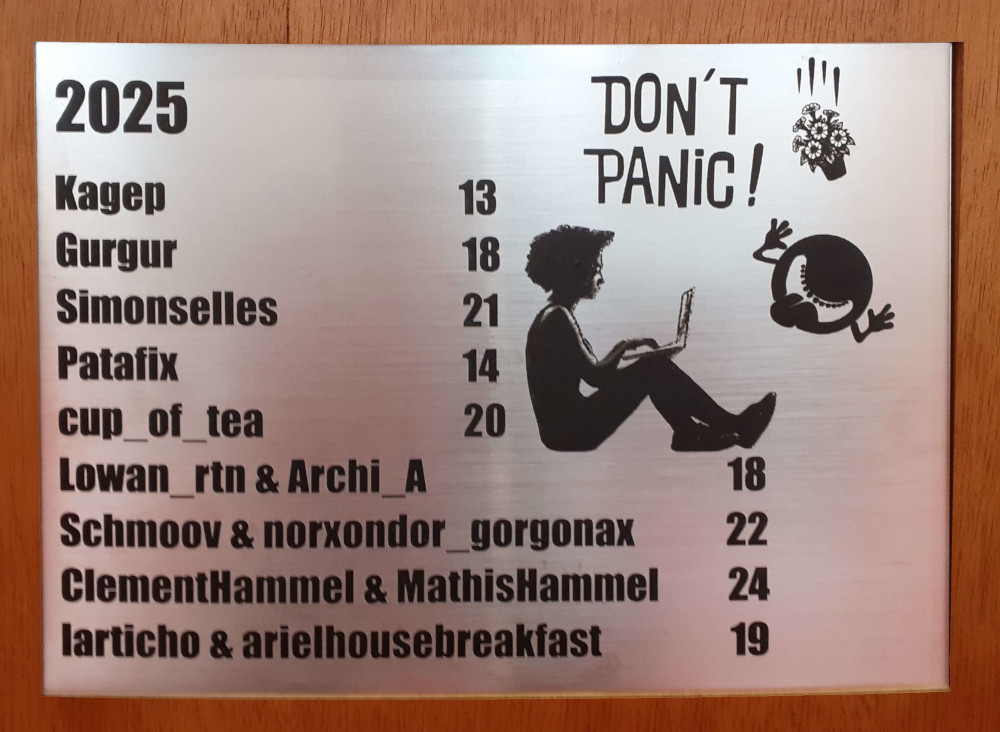 2025
DON´T
PANiC!
Kagep 13
Gurgur 18
Simonselles 21
Patafix 14
cup_of_tea 20
Lowan_rtn & Archi_A 18
Schmoov & norxondor_gorgonax 22
ClementHammel & MathisHammel 24
larticho & arielhousebreakfast 19